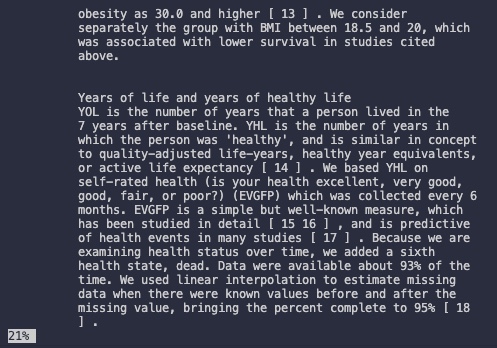 obesity as 30.0 and higher [ 13 ] . We consider
separately the group with BMI between 18.5 and 20, which
was associated with lower survival in studies cited
above.
Years of life and years of healthy life
YOL is the number of years that a person lived in the
7 years after baseline. YHL is the number of years in
which the person was 'healthy', and is similar in concept
to quality-adjusted life-years, healthy year equivalents,
or active life expectancy [ 14 ] . We based YHL on
self-rated health (is your health excellent, very good,
good, fair, or poor?) (EVGFP) which was collected every 6
months. EVGFP is a simple but well-known measure, which
has been studied in detail [ 15 16 ] , and is predictive
of health events in many studies [ 17 ] . Because we are
examining health status over time, we added a sixth
health state, dead. Data were available about 93% of the
time. We used linear interpolation to estimate missing
data when there were known values before and after the
missing value, bringing the percent complete to 95% [ 18
] .
21%